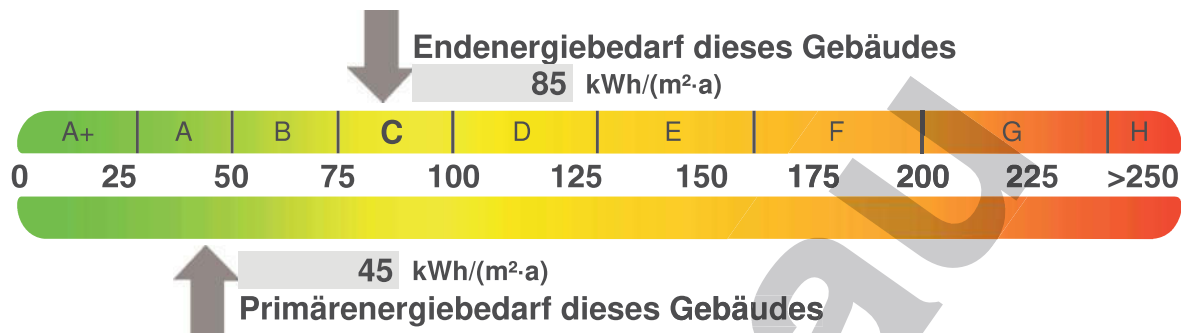 Endenergiebedarf dieses Gebäudes
85 kWh/(m²·a)
A+ A B C D E F G H
0 25 50 75 100 125 150 175 200 225 >250
45 kWh/(m²·a)
Primärenergiebedarf dieses Gebäudes
au